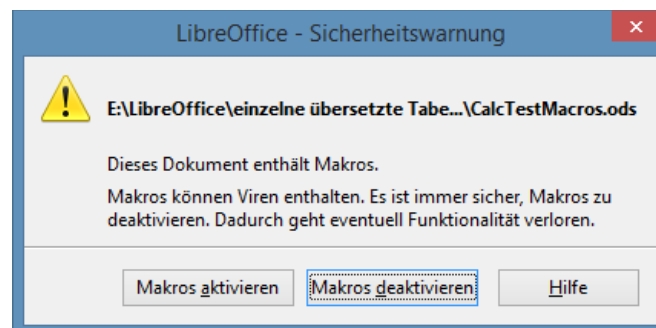 LibreOffice - Sicherheitswarnung
E:\LibreOffice\einzelne übersetzte Tabe...\CalcTestMacros.ods
Dieses Dokument enthält Makros.
Makros können Viren enthalten. Es ist immer sicher, Makros zu
deaktivieren. Dadurch geht eventuell Funktionalität verloren.
Makros aktivieren Makros deaktivieren Hilfe